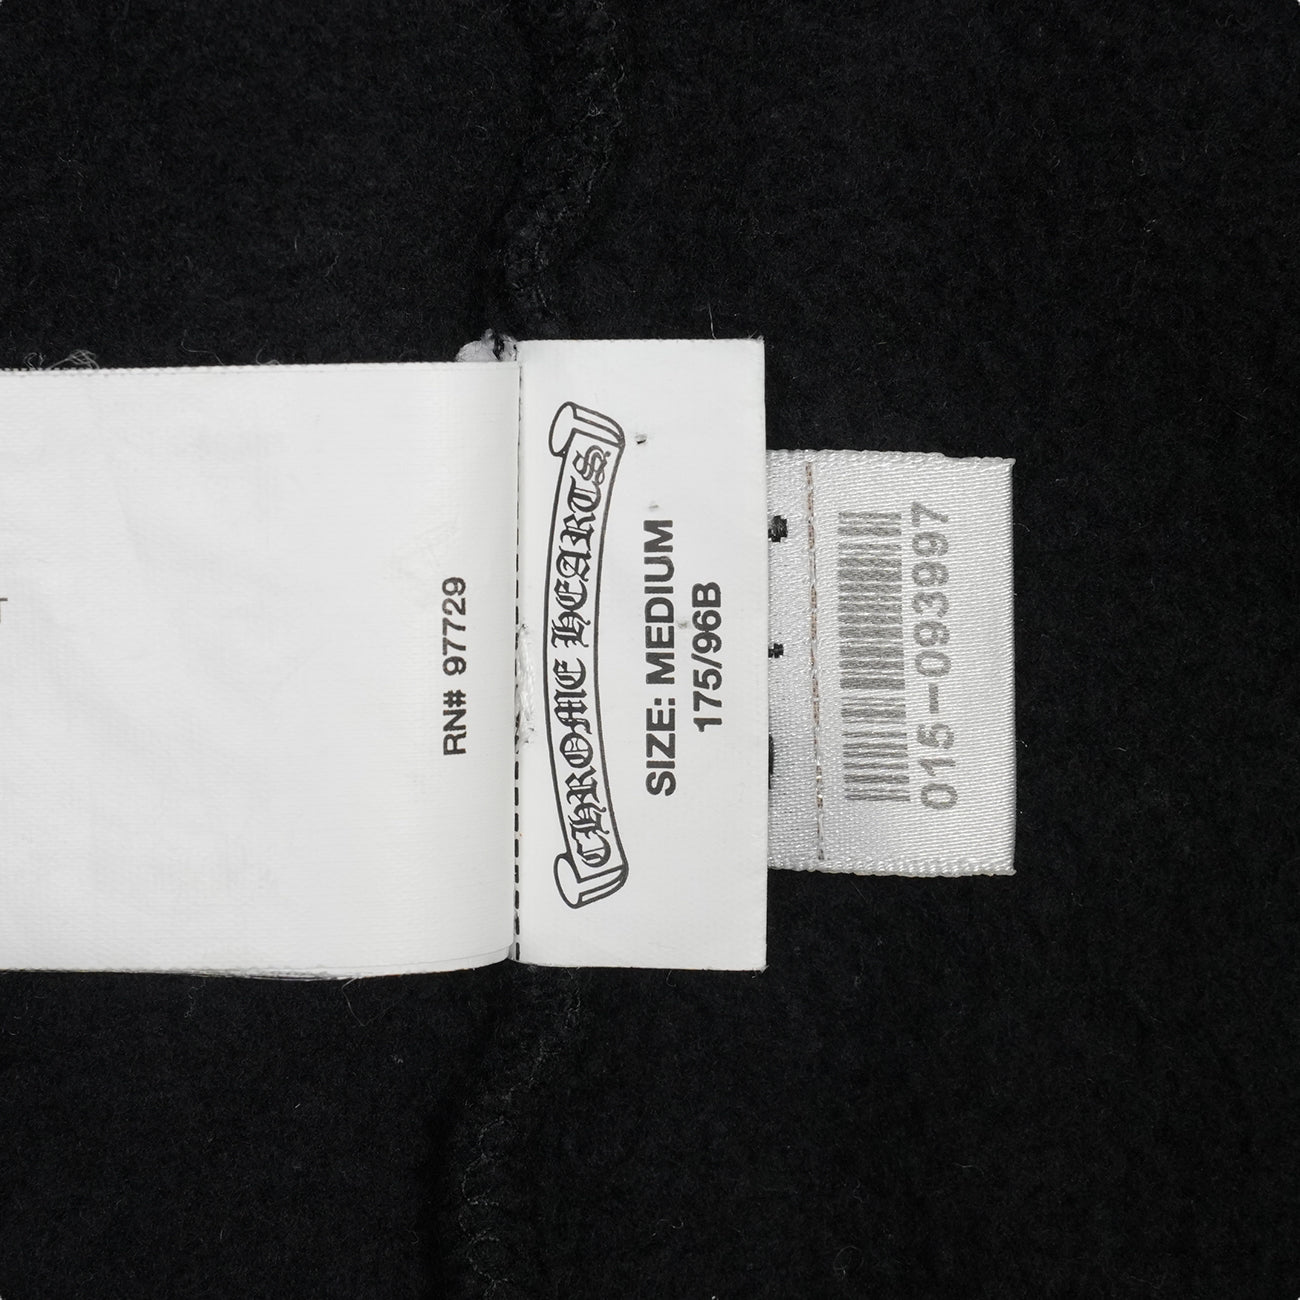 RN# 97729
CHROME HEARTS
SIZE: MEDIUM
175/96B
015-093997